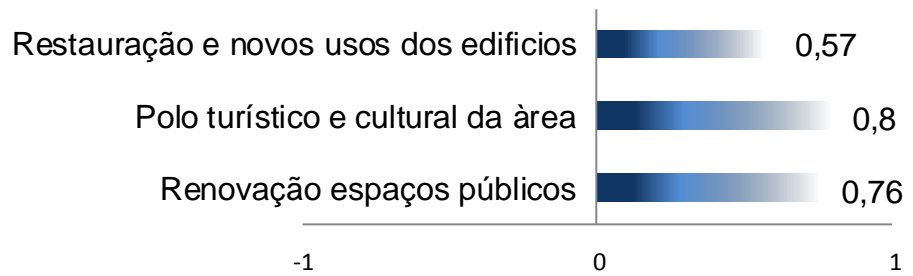 Restauração e novos usos dos edificios 0,57
Polo turístico e cultural da àrea 0,8
Renovação espaços públicos 0,76
-1 0 1